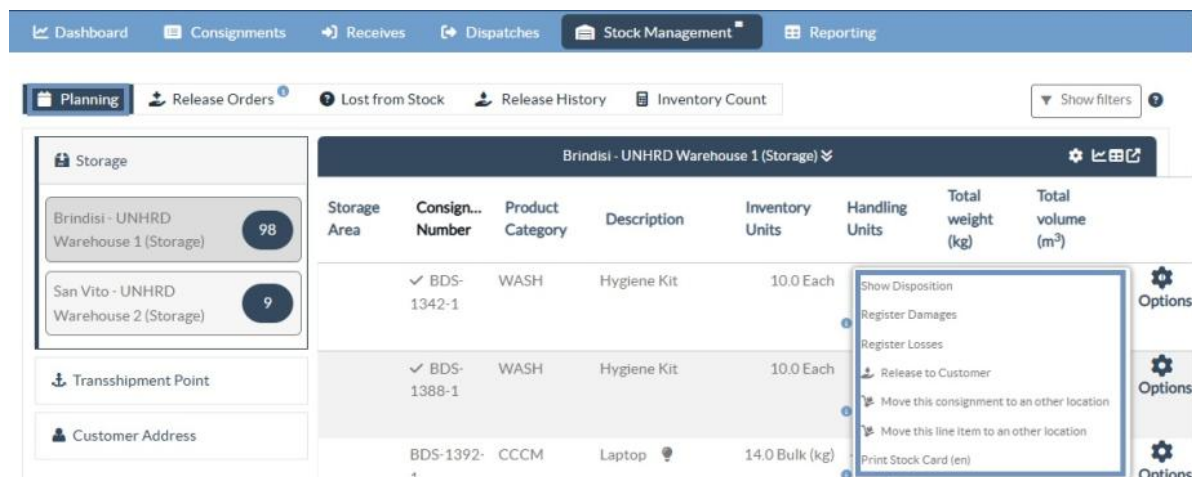 Dashboard Consignments Receives Dispatches Stock Management Reporting
Planning Release Orders Lost from Stock Release History Inventory Count Show filters
Storage
Brindisi - UNHRD
Warehouse 1 (Storage)
98
San Vito - UNHRD
Warehouse 2 (Storage)
9
Transshipment Point
Customer Address
Brindisi - UNHRD Warehouse 1 (Storage)
Storage Area Consign... Number Product Category Description Inventory Units Handling Units Total weight (kg) Total volume (m³)
BDS-1342-1 WASH Hygiene Kit 10.0 Each Options
BDS-1388-1 WASH Hygiene Kit 10.0 Each Options
BDS-1392- CCCM Laptop 14.0 Bulk (kg) Options
Show Disposition
Register Damages
Register Losses
Release to Customer
Move this consignment to an other location
Move this line item to an other location
Print Stock Card (en)